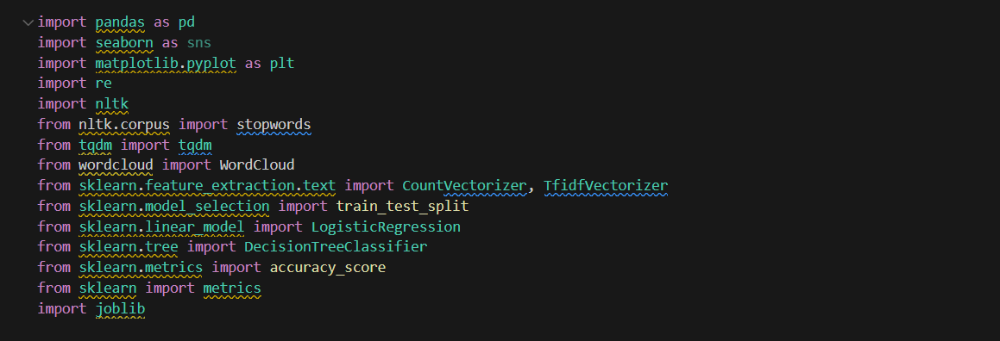 import pandas as pd
import seaborn as sns
import matplotlib.pyplot as plt
import re
import nltk
from nltk.corpus import stopwords
from tqdm import tqdm
from wordcloud import WordCloud
from sklearn.feature_extraction.text import CountVectorizer, TfidfVectorizer
from sklearn.model_selection import train_test_split
from sklearn.linear_model import LogisticRegression
from sklearn.tree import DecisionTreeClassifier
from sklearn.metrics import accuracy_score
from sklearn import metrics
import joblib